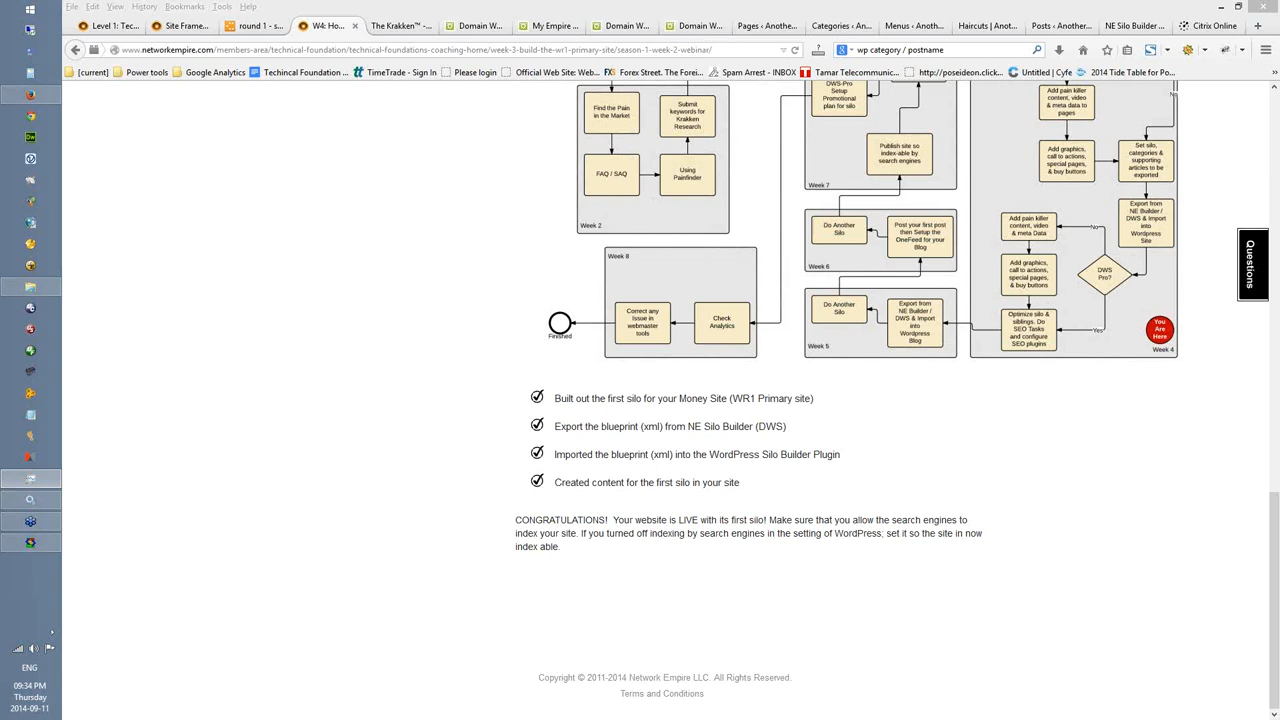 File Edit View History Bookmarks Tools Help
Level 1: Tec...
Site Frame...
round 1 - s...
W4: Ho...
The Krakken™ -...
Domain W...
My Empire ...
Domain W...
Domain W...
Pages ‹ Anothe...
Categories ‹ An...
Menus ‹ Anoth...
Haircuts | Anot...
Posts ‹ Another...
NE Silo Builder ...
Citrix Online
www.networkempire.com/members-area/technical-foundation/technical-foundations-coaching-home/week-3-build-the-wr1-primary-site/season-1-week-2-webinar/
wp category / postname
[current]
Power tools
Google Analytics
Techincal Foundation ...
TimeTrade - Sign In
Please login
Official Web Site: Web...
Forex Street. The Forei...
Spam Arrest - INBOX
Tamar Telecommunic...
http://poseidon.click...
Untitled | Cyfe
2014 Tide Table for Po...
Find the Pain
in the Market
Submit
keywords for
Krakken
Research
FAQ / SAQ
Using
Pathfinder
Week 2
DWS-Pro
Setup
Promotional
plan for silo
Publish site so
index-able by
search engines
Week 7
Do Another
Silo
Post your first post
then Setup the
OneFeed for your
Blog
Week 6
Do Another
Silo
Export from
NE Builder /
DWS & Import
into
Wordpress
Blog
Week 5
Add pain killer
content, video
& meta data to
pages
No
Add graphics,
call to actions,
special pages,
& buy buttons
Set silo,
categories &
supporting
articles to be
exported
Export from
NE Builder /
DWS & Import
into
Wordpress
Site
Add pain killer
content, video
& meta Data
No
Add graphics,
call to actions,
special pages,
& buy buttons
DWS
Pro?
Optimize silo &
siblings. Do
SEO Tasks
and configure
SEO plugins
Yes
You
Are
Here
Week 4
Week 8
Finished
Correct any
Issue in
webmaster
tools
Check
Analytics
Questions
Built out the first silo for your Money Site (WR1 Primary site)
Export the blueprint (xml) from NE Silo Builder (DWS)
Imported the blueprint (xml) into the WordPress Silo Builder Plugin
Created content for the first silo in your site
CONGRATULATIONS! Your website is LIVE with its first silo! Make sure that you allow the search engines to
index your site. If you turned off indexing by search engines in the setting of WordPress; set it so the site in now
index able.
Copyright © 2011-2014 Network Empire LLC. All Rights Reserved.
Terms and Conditions
ENG
09:34 PM
Thursday
2014-09-11